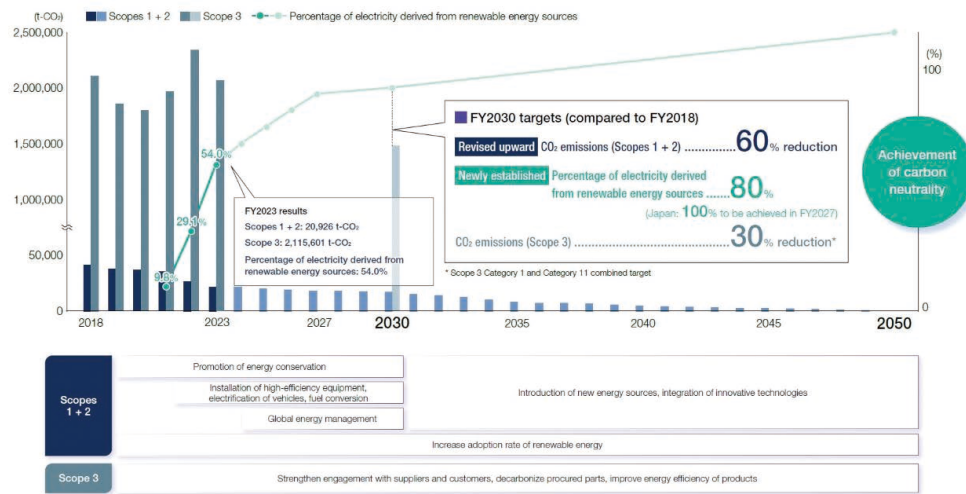 (t-CO₂)
Scopes 1 + 2
Scope 3
Percentage of electricity derived from renewable energy sources
2,500,000
2,000,000
1,500,000
1,000,000
50,000
0
(%)
100
0
54.0%
29.1%
9.8%
FY2023 results
Scopes 1 + 2: 20,926 t-CO₂
Scope 3: 2,115,601 t-CO₂
Percentage of electricity derived from
renewable energy sources: 54.0%
FY2030 targets (compared to FY2018)
Revised upward CO₂ emissions (Scopes 1 + 2) ............60% reduction
Newly established Percentage of electricity derived
from renewable energy sources .....80%
(Japan: 100% to be achieved in FY2027)
CO₂ emissions (Scope 3) ....................................30% reduction*
* Scope 3 Category 1 and Category 11 combined target
Achievement
of carbon
neutrality
2018
2023
2027
2030
2035
2040
2045
2050
Scopes
1 + 2
Promotion of energy conservation
Installation of high-efficiency equipment,
electrification of vehicles, fuel conversion
Global energy management
Introduction of new energy sources, integration of innovative technologies
Increase adoption rate of renewable energy
Scope 3
Strengthen engagement with suppliers and customers, decarbonize procured parts, improve energy efficiency of products